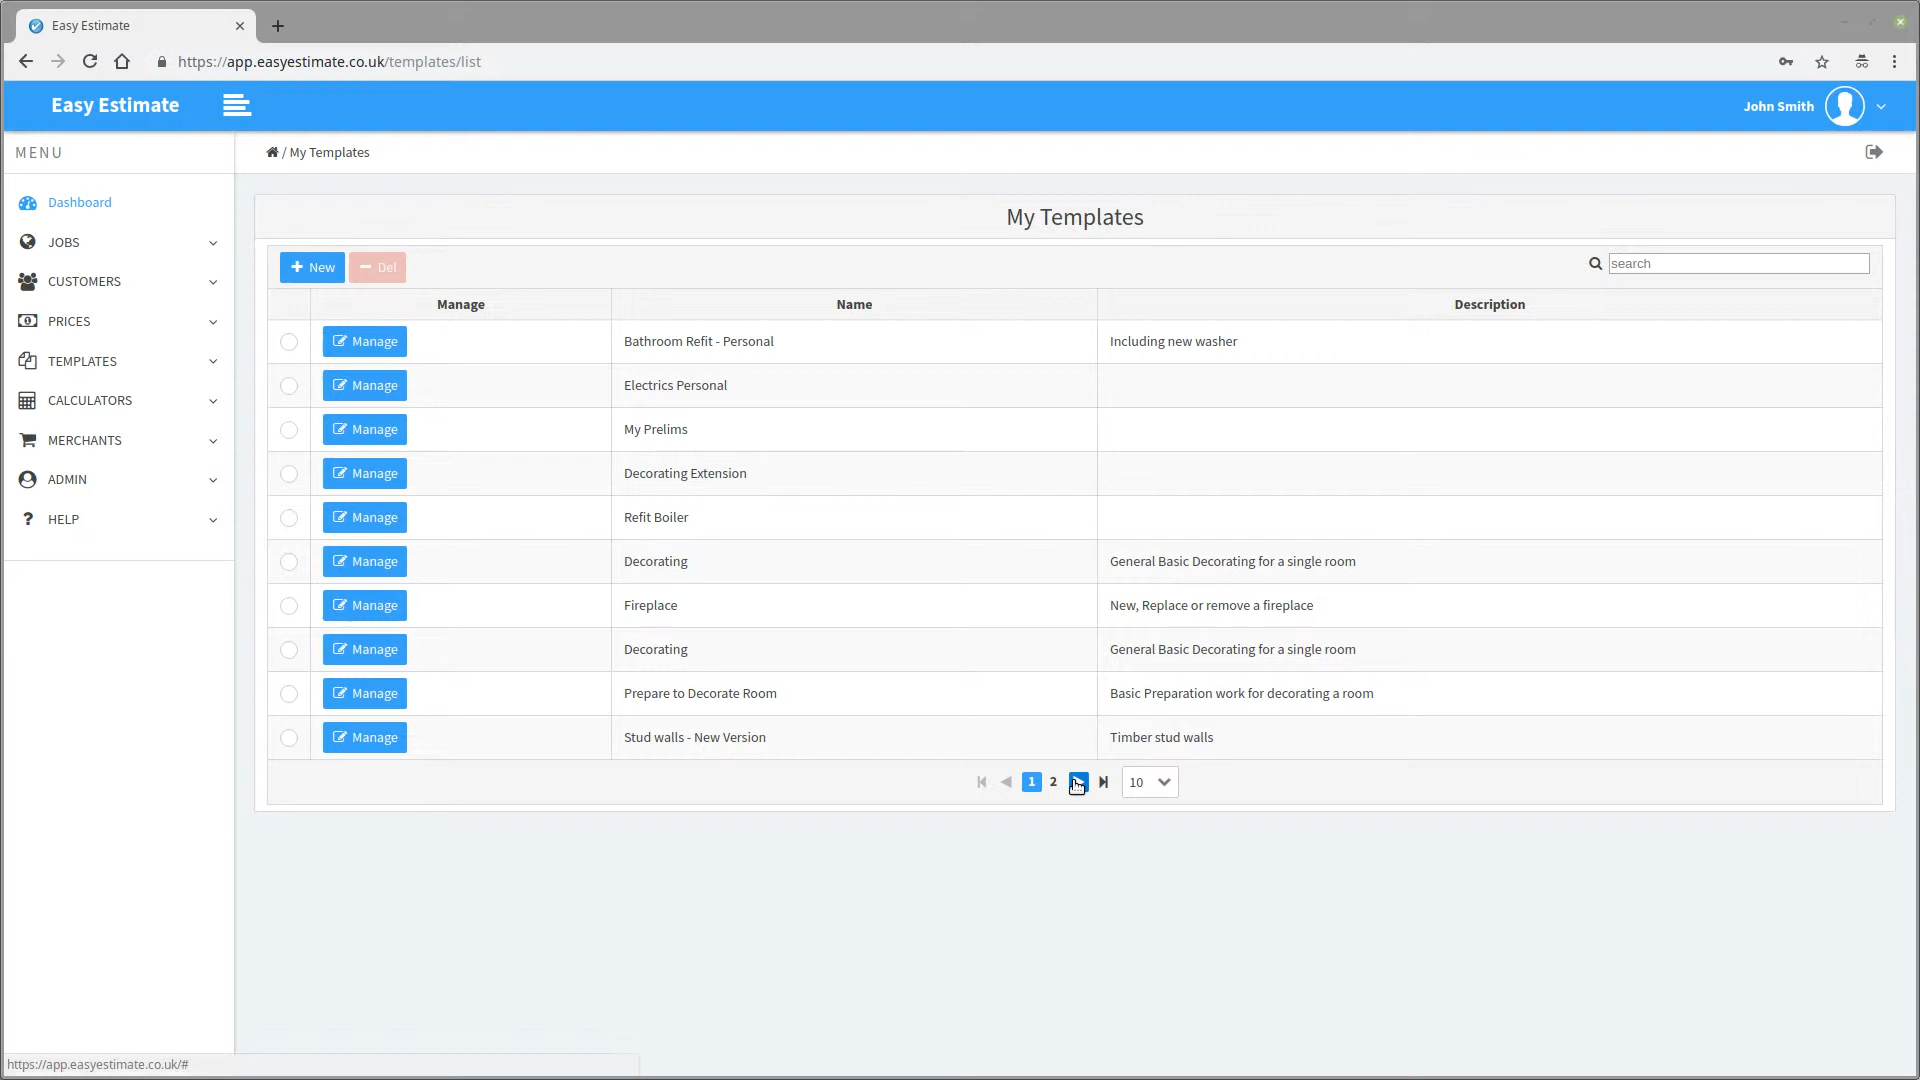 Easy Estimate
https://app.easyestimate.co.uk/templates/list
Easy Estimate
John Smith
MENU
/ My Templates
Dashboard
JOBS
CUSTOMERS
PRICES
TEMPLATES
CALCULATORS
MERCHANTS
ADMIN
HELP
My Templates
New Del
search
Manage Name Description
Manage Bathroom Refit - Personal Including new washer
Manage Electrics Personal
Manage My Prelims
Manage Decorating Extension
Manage Refit Boiler
Manage Decorating General Basic Decorating for a single room
Manage Fireplace New, Replace or remove a fireplace
Manage Decorating General Basic Decorating for a single room
Manage Prepare to Decorate Room Basic Preparation work for decorating a room
Manage Stud walls - New Version Timber stud walls
1 2 10
https://app.easyestimate.co.uk/#